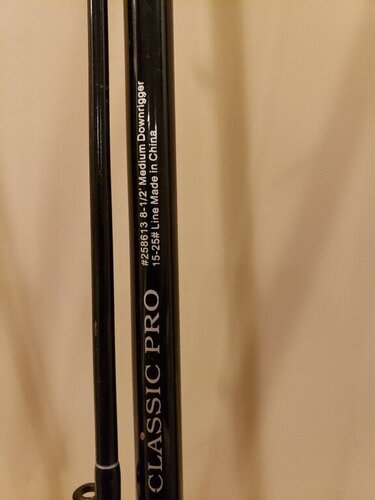 CLASSIC PRO
#258613 8-1/2' Medium Downrigger
15-25# Line Made in China